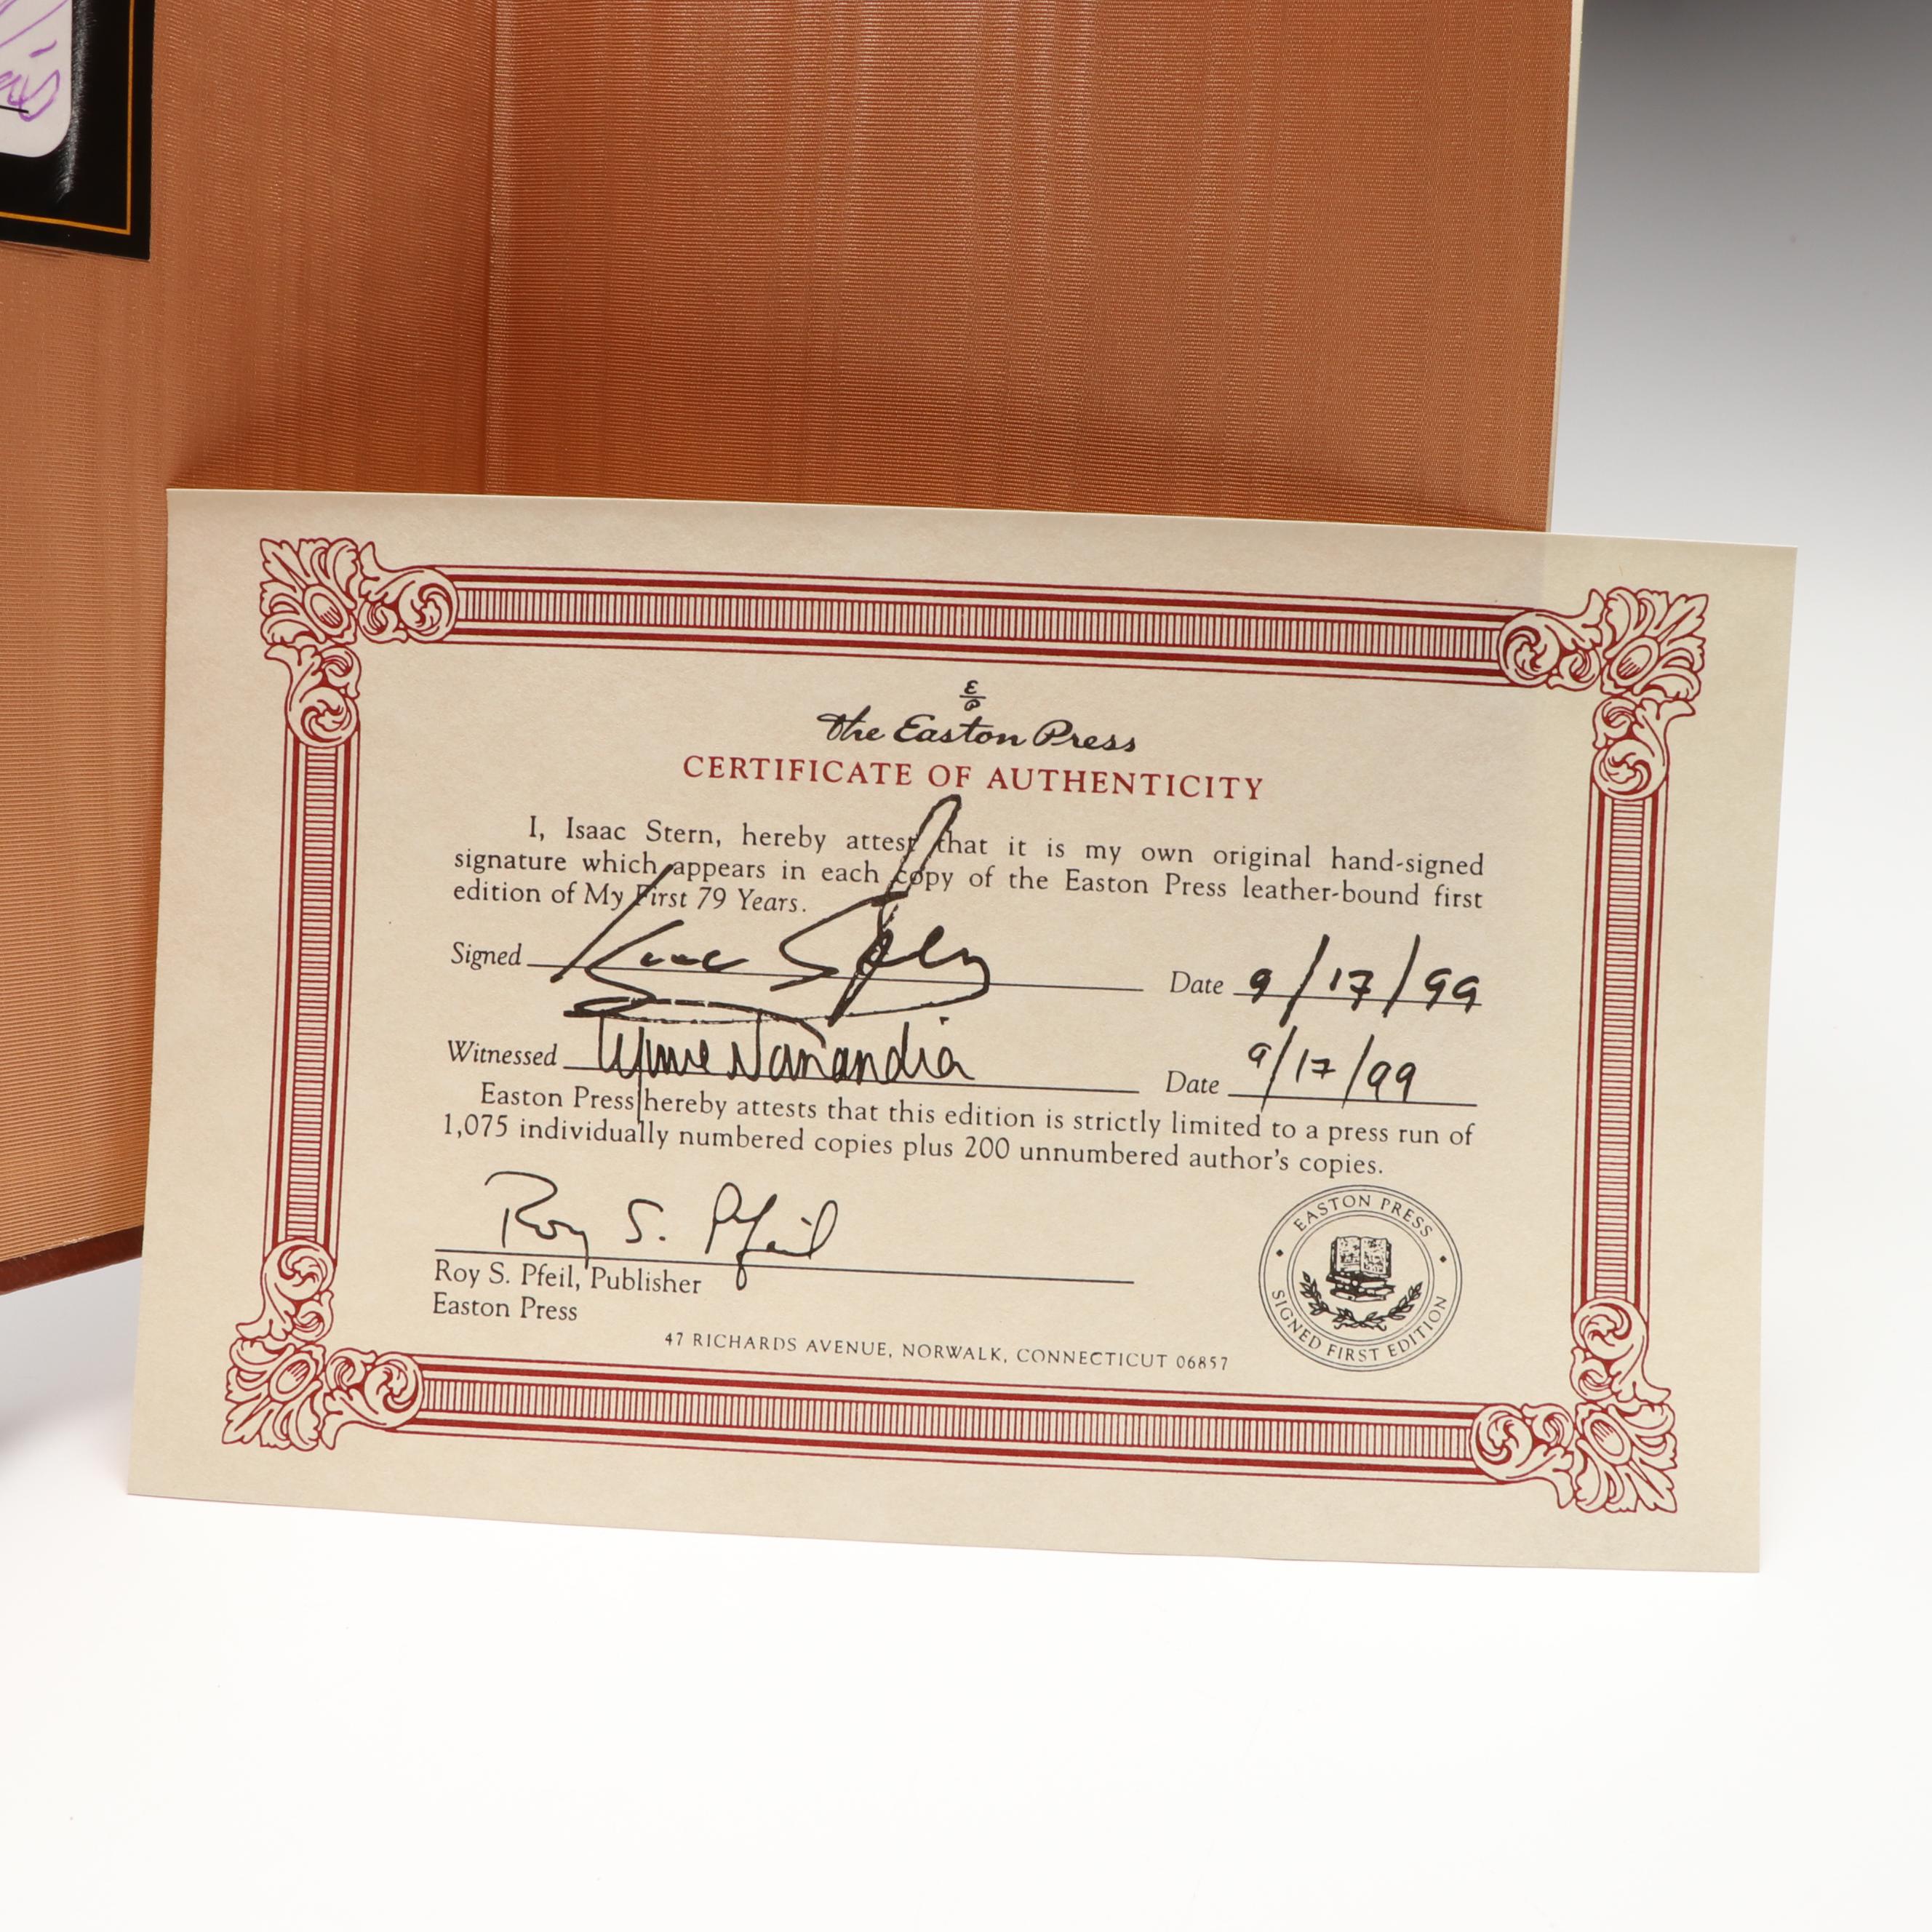 E
P
The Easton Press
CERTIFICATE OF AUTHENTICITY
I, Isaac Stern, hereby attest that it is my own original hand-signed
signature which appears in each copy of the Easton Press leather-bound first
edition of My First 79 Years.
Signed Isaac Stern Date 9/17/99
Witnessed Date 9/17/99
Easton Press hereby attests that this edition is strictly limited to a press run of
1,075 individually numbered copies plus 200 unnumbered author's copies.
Roy S. Pfeil
Roy S. Pfeil, Publisher
Easton Press
EASTON PRESS
SIGNED FIRST EDITION
47 RICHARDS AVENUE, NORWALK, CONNECTICUT 06857